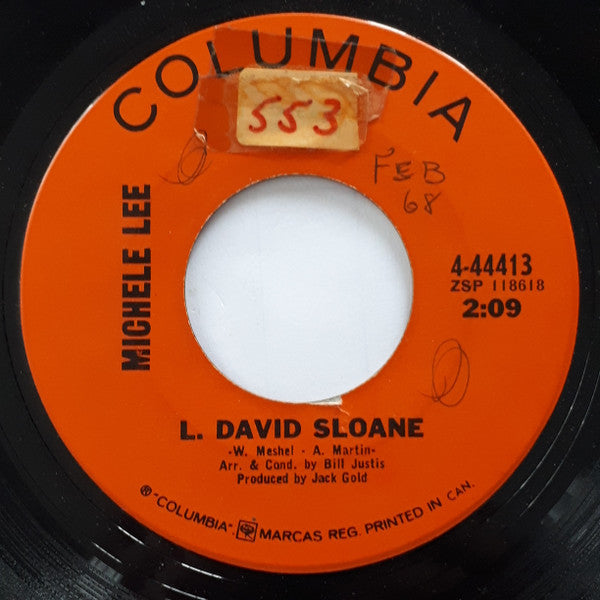 COLUMBIA
553
FEB
68
MICHELE LEE
4-44413
ZSP 118618
2:09
L. DAVID SLOANE
-W. Meshel - A. Martin-
Arr. & Cond. by Bill Justis
Produced by Jack Gold
® "COLUMBIA" MARCAS REG. PRINTED IN CAN.